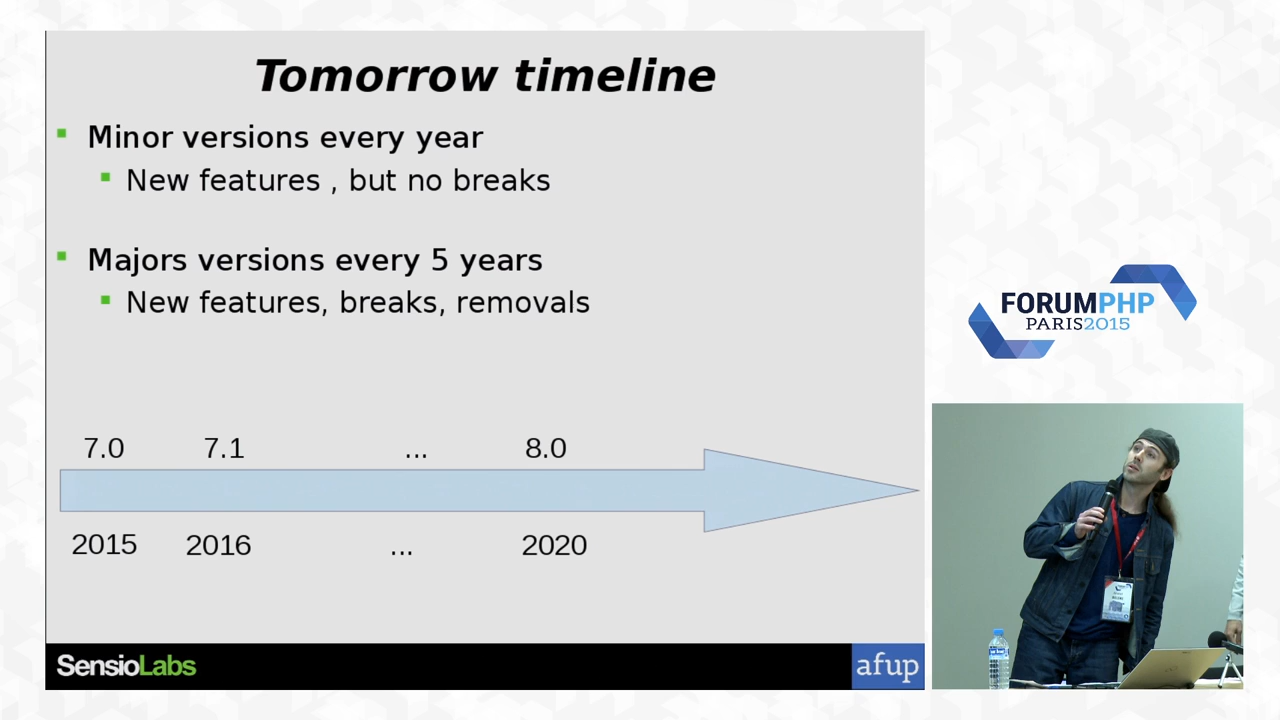 Tomorrow timeline
Minor versions every year
New features , but no breaks
Majors versions every 5 years
New features, breaks, removals
7.0 7.1 ... 8.0
2015 2016 ... 2020
SensioLabs
afup
FORUMPHP
PARIS2015